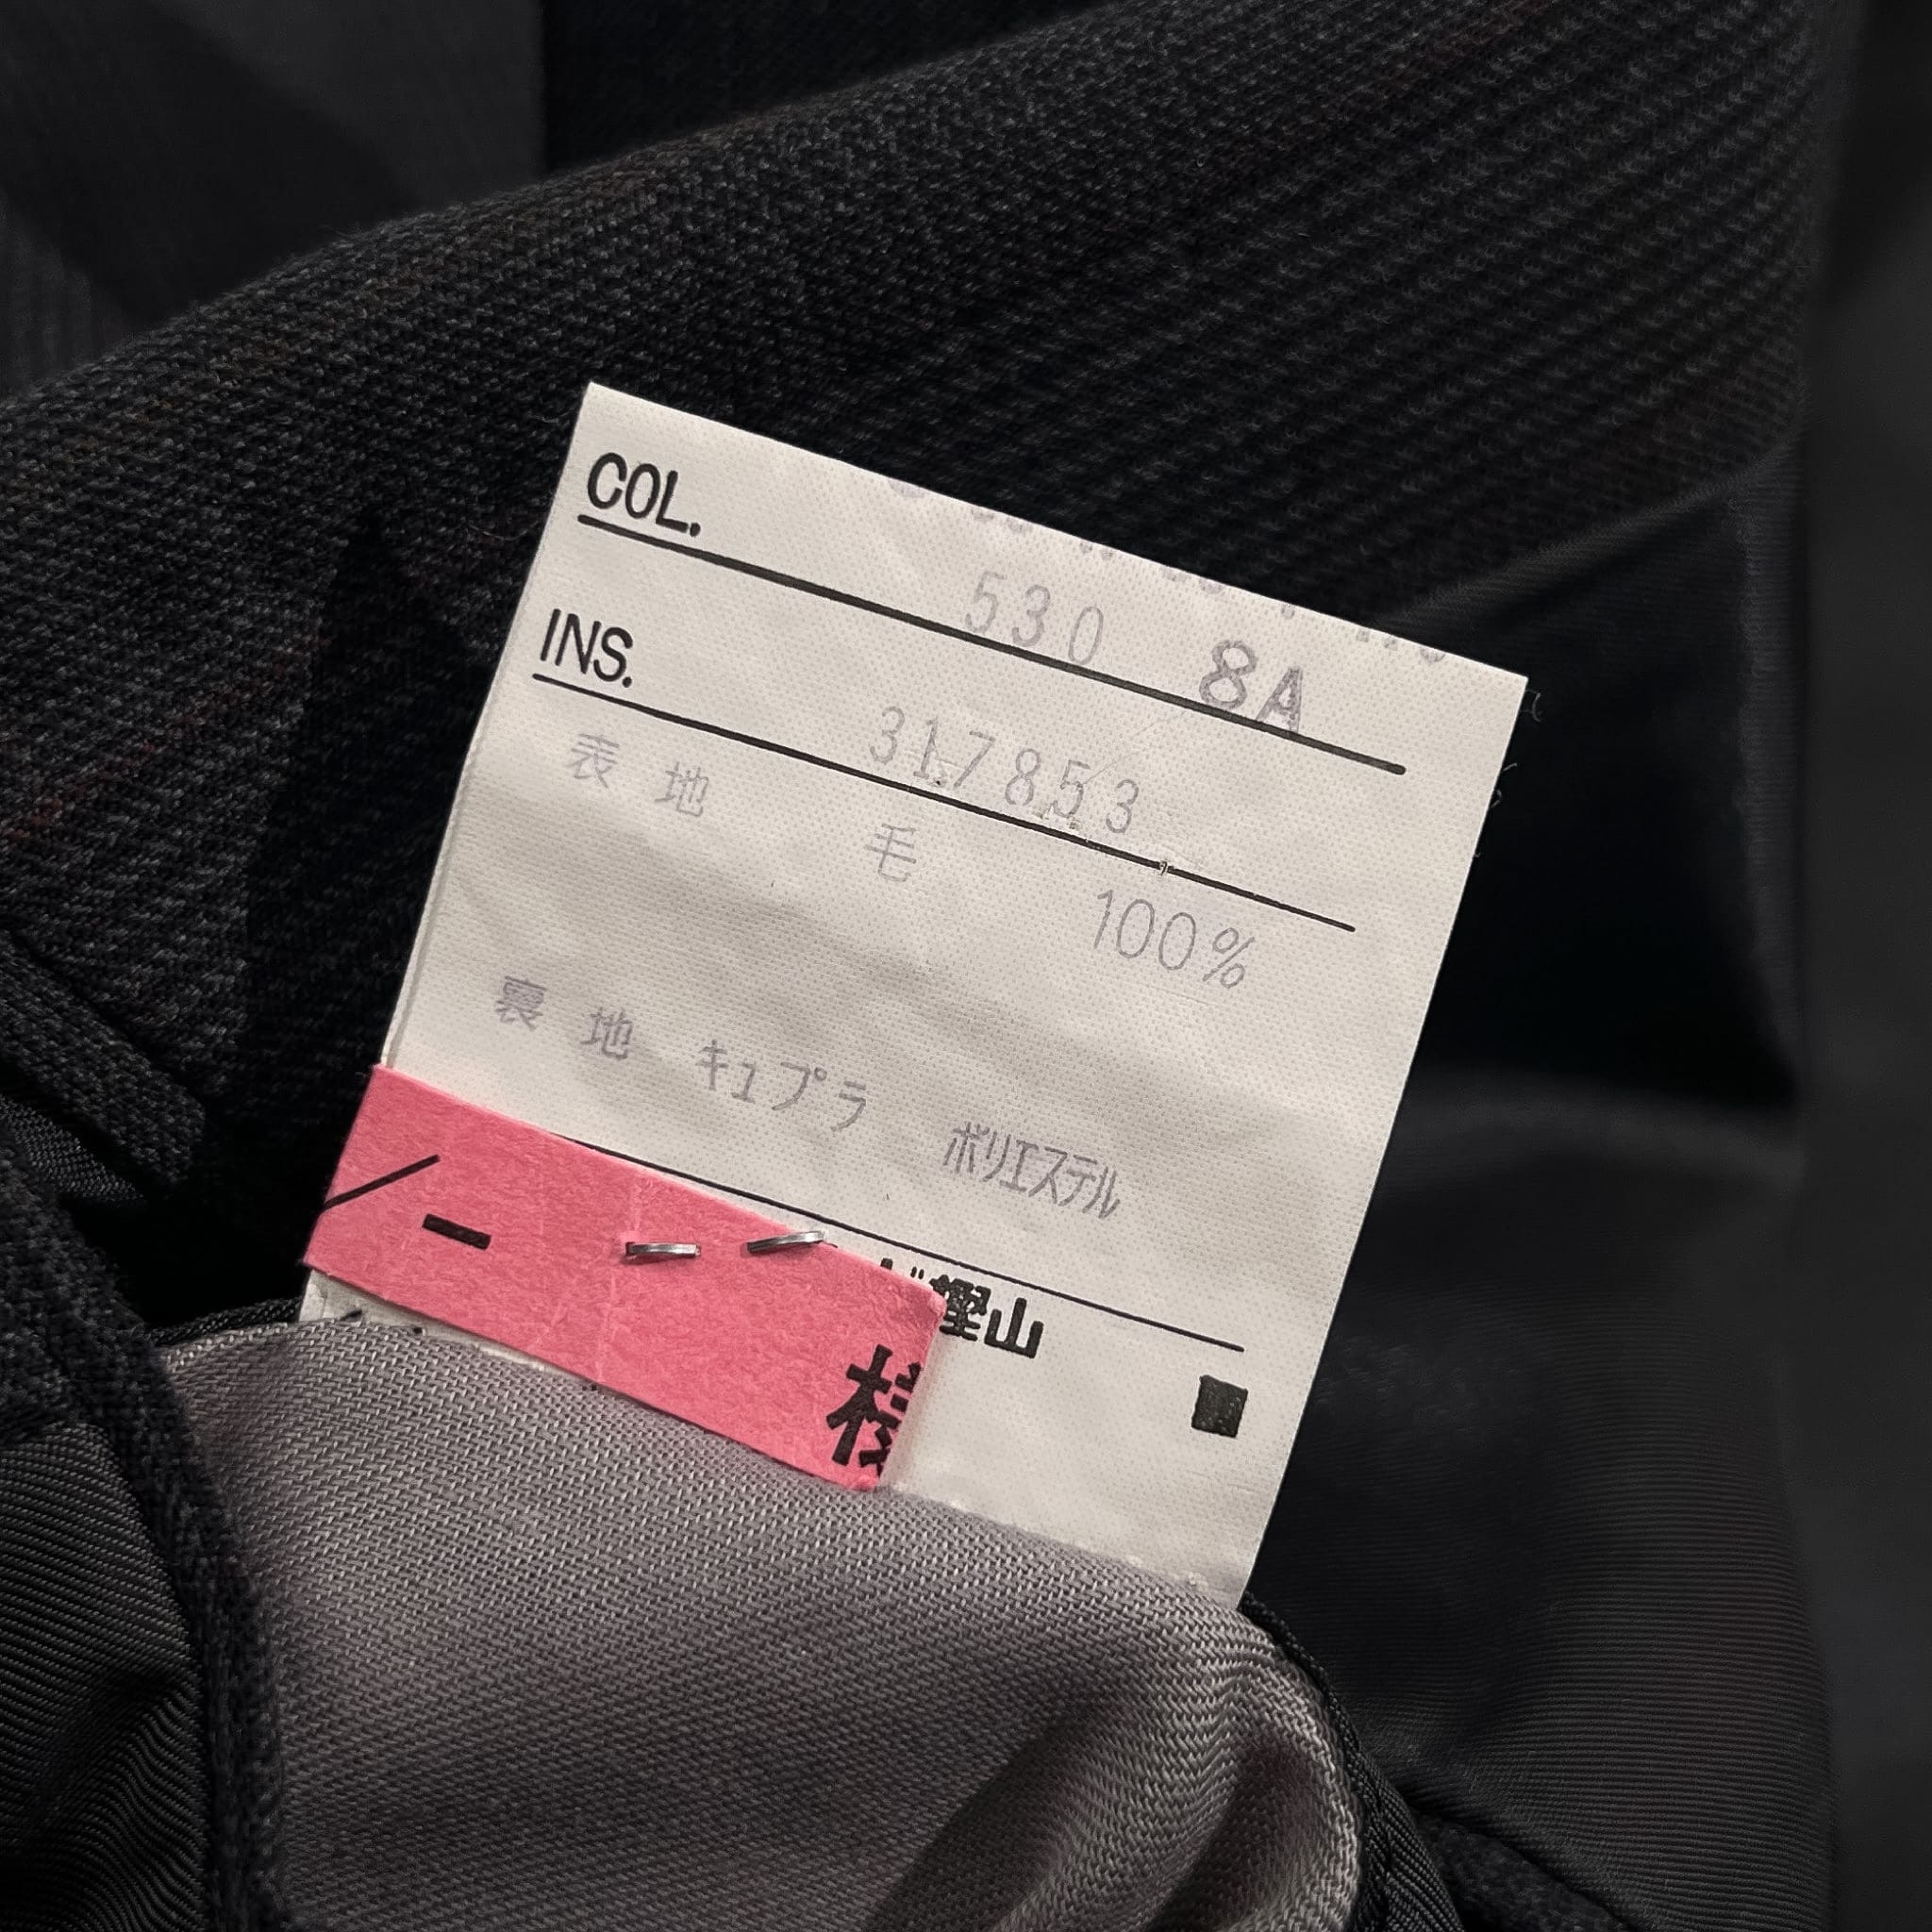 COL. 530 8A
INS. 317853
表地 毛 100%
裏地 キュプラ ポリエステル
樫山